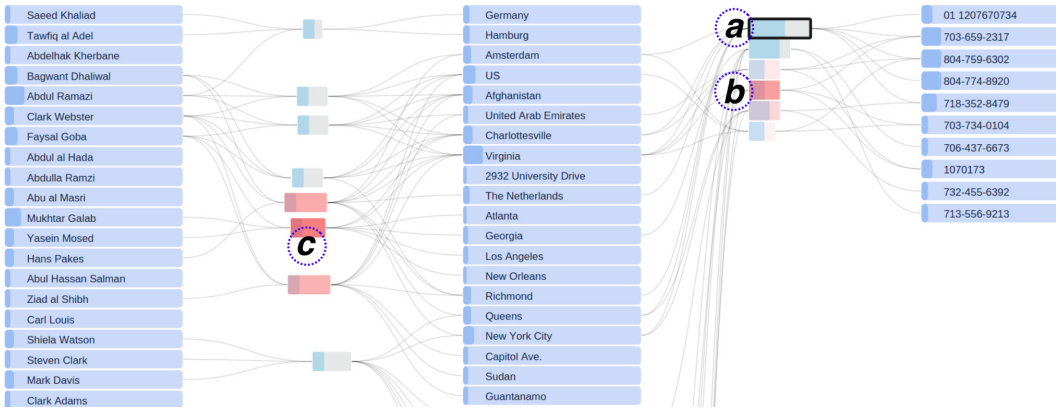 Saeed Khaliad
Tawfiq al Adel
Abdelhak Kherbane
Bagwant Dhaliwal
Abdul Ramazi
Clark Webster
Faysal Goba
Abdul al Hada
Abdulla Ramzi
Abu al Masri
Mukhtar Galab
Yasein Mosed
Hans Pakes
Abul Hassan Salman
Ziad al Shibh
Carl Louis
Shiela Watson
Steven Clark
Mark Davis
Clark Adams
c
Germany
Hamburg
Amsterdam
US
Afghanistan
United Arab Emirates
Charlottesville
Virginia
2932 University Drive
The Netherlands
Atlanta
Georgia
Los Angeles
New Orleans
Richmond
Queens
New York City
Capitol Ave.
Sudan
Guantanamo
a
b
01 1207670734
703-659-2317
804-759-6302
804-774-8920
718-352-8479
703-734-0104
706-437-6673
1070173
732-455-6392
713-556-9213